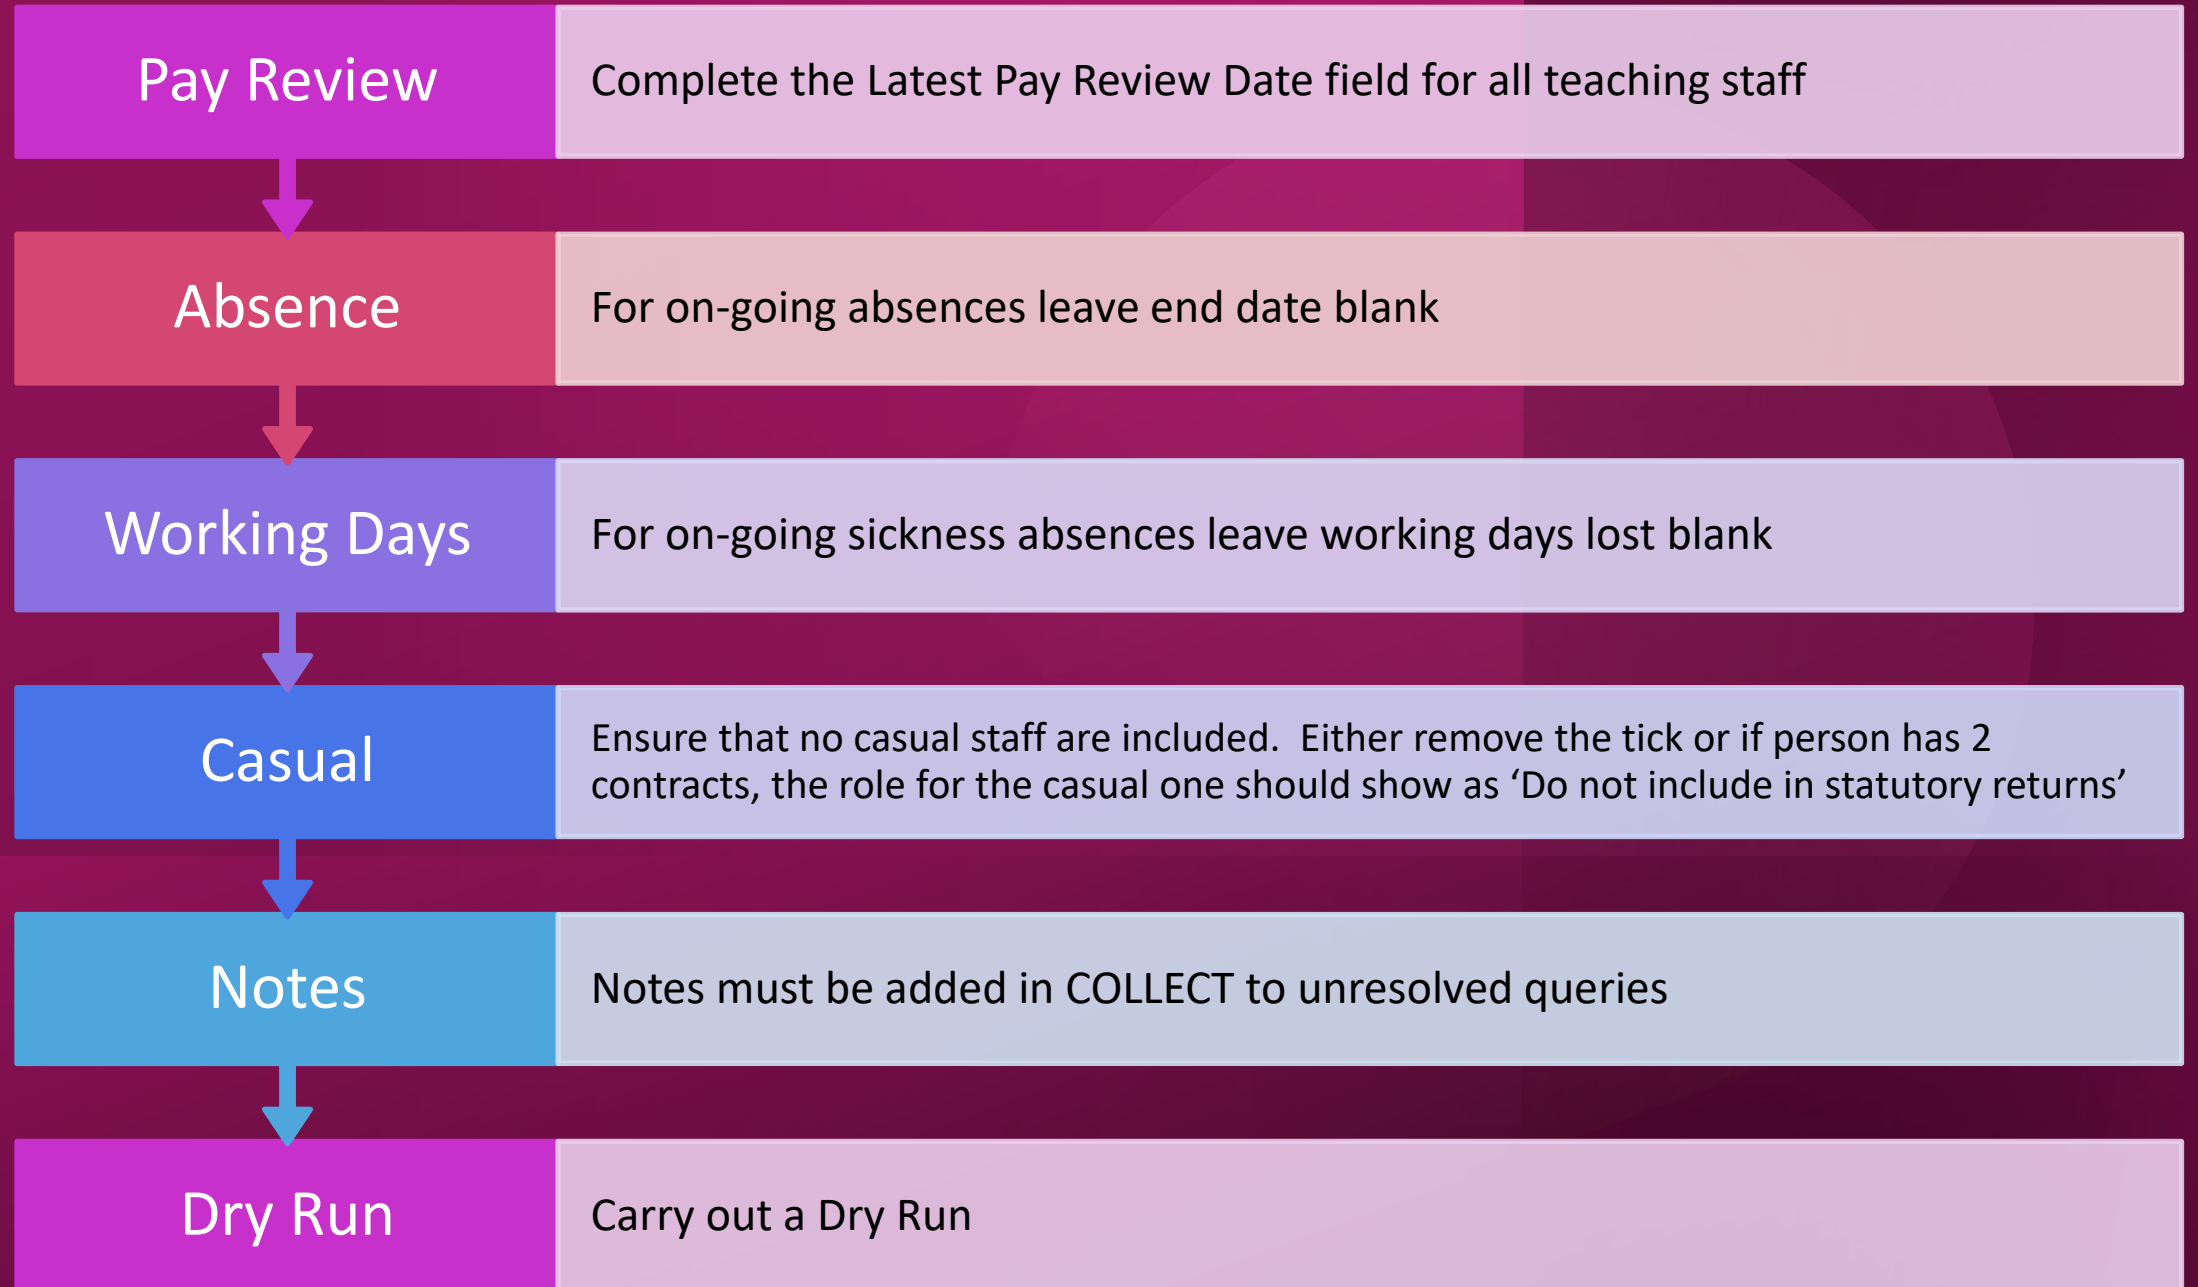 Pay Review
Complete the Latest Pay Review Date field for all teaching staff
Absence
For on-going absences leave end date blank
Working Days
For on-going sickness absences leave working days lost blank
Casual
Ensure that no casual staff are included.  Either remove the tick or if person has 2
contracts, the role for the casual one should show as ‘Do not include in statutory returns’
Notes
Notes must be added in COLLECT to unresolved queries
Dry Run
Carry out a Dry Run